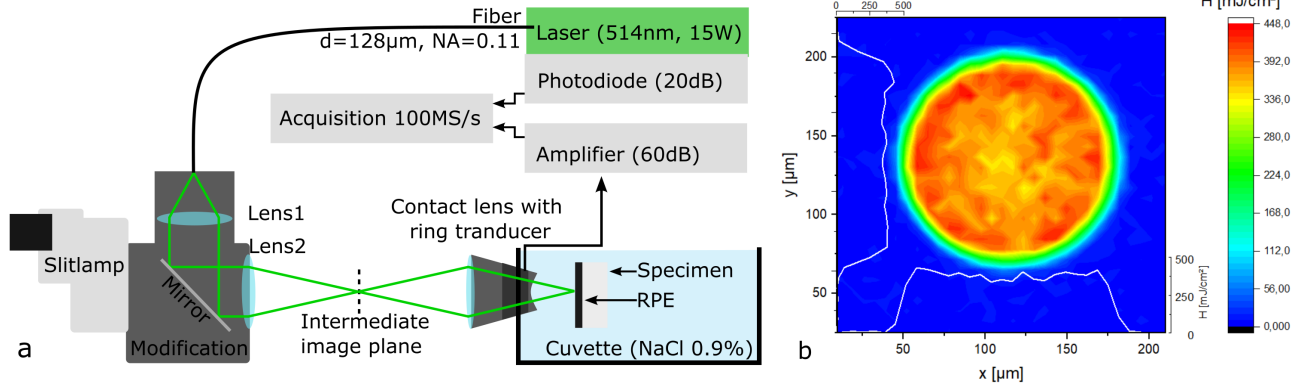 a
Fiber
d=128µm, NA=0.11
Laser (514nm, 15W)
Photodiode (20dB)
Acquisition 100MS/s
Amplifier (60dB)
Lens1
Lens2
Slitlamp
Mirror
Modification
Intermediate
image plane
Contact lens with
ring tranducer
Specimen
RPE
Cuvette (NaCl 0.9%)
b
0 250 500
y [µm]
200
150
100
50
50 100 150 200
x [µm]
500
250
0
H [mJ/cm²]
H [mJ/cm²]
448,0
392,0
336,0
280,0
224,0
168,0
112,0
56,00
0,000